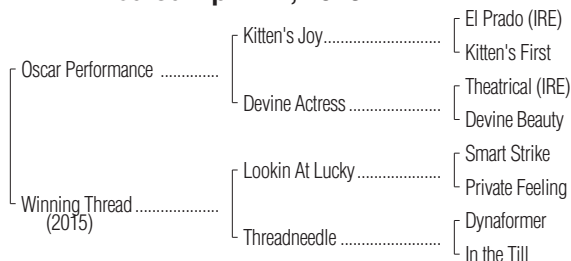 Kitten's Joy
El Prado (IRE)
Kitten's First
Oscar Performance
Devine Actress
Theatrical (IRE)
Devine Beauty
Winning Thread
(2015)
Lookin At Lucky
Smart Strike
Private Feeling
Threadneedle
Dynaformer
In the Till